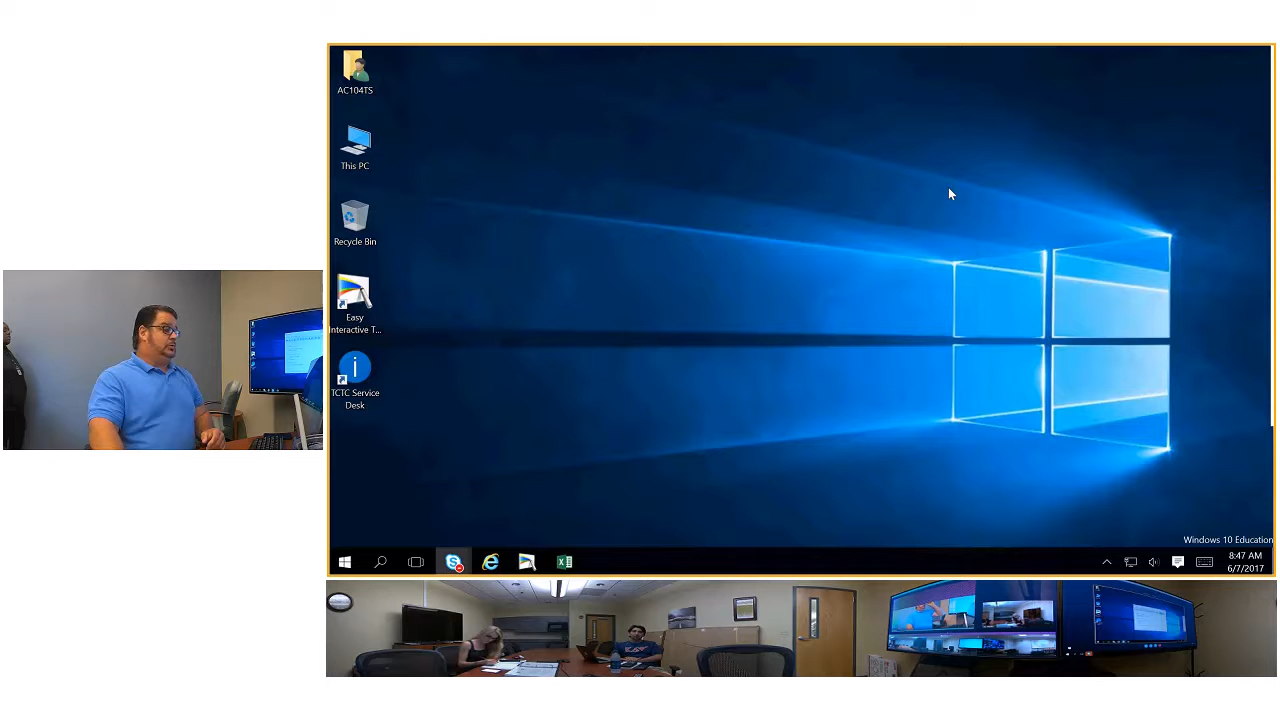 AC104TS
This PC
Recycle Bin
Easy
Interactive T...
TCTC Service
Desk
Windows 10 Education
8:47 AM
6/7/2017